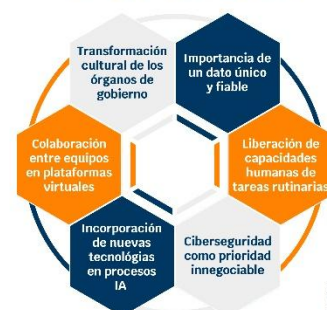 Transformación
cultural de los
órganos de
gobierno
Importancia de
un dato único
y fiable
Colaboración
entre equipos
en plataformas
virtuales
Liberación de
capacidades
humanas de
tareas rutinarias
Incorporación
de nuevas
tecnologías
en procesos
IA
Ciberseguridad
como prioridad
innegociable